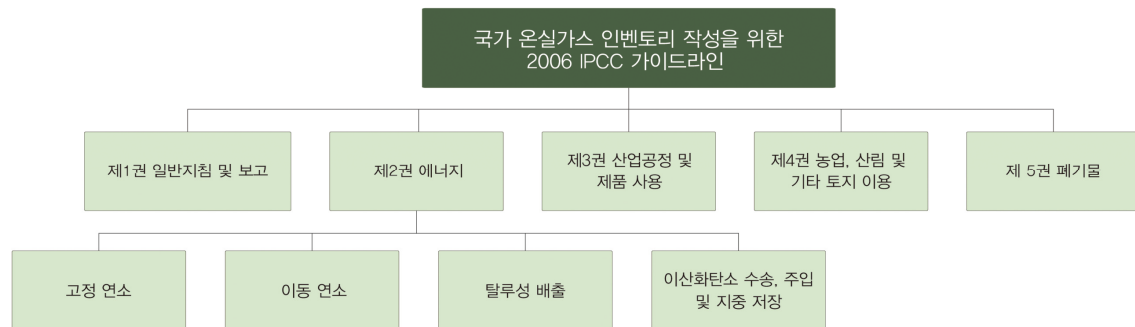 국가 온실가스 인벤토리 작성을 위한
2006 IPCC 가이드라인
제1권 일반지침 및 보고
제2권 에너지
제3권 산업공정 및
제품 사용
제4권 농업, 산림 및
기타 토지 이용
제 5권 폐기물
고정 연소
이동 연소
탈루성 배출
이산화탄소 수송, 주입
및 지중 저장